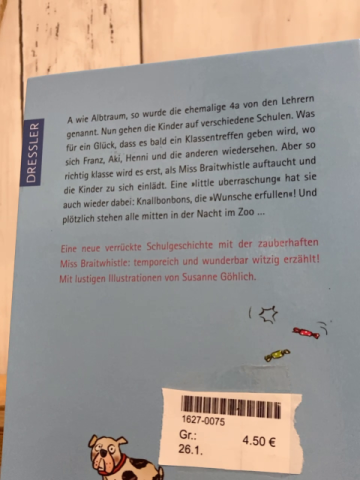 A wie Albtraum, so wurde die ehemalige 4a von den Lehrern
genannt. Nun gehen die Kinder auf verschiedene Schulen. Was
für ein Glück, dass es bald ein Klassentreffen geben wird, wo
sich Franz, Aki, Henni und die anderen wiedersehen. Aber so
richtig klasse wird es erst, als Miss Braitwhistle auftaucht und
die Kinder zu sich einlädt. Eine »little uberraschung« hat sie
auch wieder dabei: Knallbonbons, die »Wunsche erfullen«! Und
plötzlich stehen alle mitten in der Nacht im Zoo ...
Eine neue verrückte Schulgeschichte mit der zauberhaften
Miss Braitwhistle: temporeich und wunderbar witzig erzählt!
Mit lustigen Illustrationen von Susanne Göhlich.
DRESSLER
1627-0075
Gr.:
4.50 €
26.1.